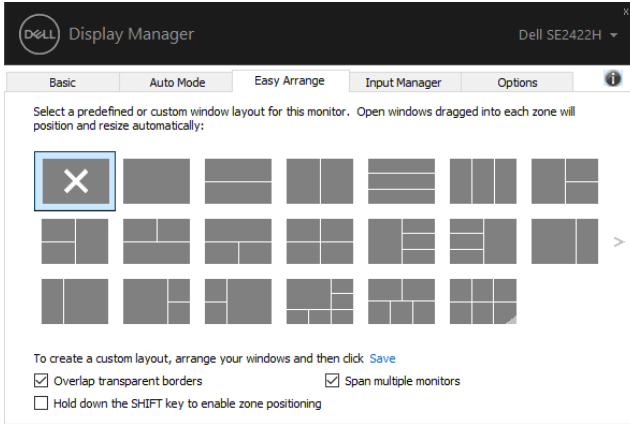 x
DELL Display Manager
Dell SE2422H
Basic Auto Mode Easy Arrange Input Manager Options i
Select a predefined or custom window layout for this monitor. Open windows dragged into each zone will
position and resize automatically:
>
To create a custom layout, arrange your windows and then click Save
Overlap transparent borders Span multiple monitors
Hold down the SHIFT key to enable zone positioning